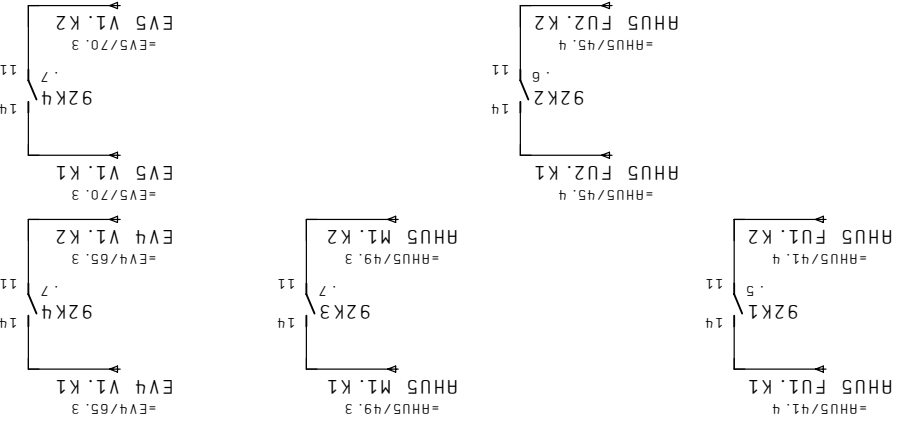 =AHU5/41.4
AHU5 FU1.K1
14
92K1
.5
11
=AHU5/41.4
AHU5 FU1.K2
=AHU5/49.3
AHU5 M1.K1
14
92K3
.7
11
=AHU5/49.3
AHU5 M1.K2
=EV4/65.3
EV4 V1.K1
14
92K4
.7
11
=EV4/65.3
EV4 V1.K2
=AHU5/45.4
AHU5 FU2.K1
14
92K2
.6
11
=AHU5/45.4
AHU5 FU2.K2
=EV5/70.3
EV5 V1.K1
14
92K4
.7
11
=EV5/70.3
EV5 V1.K2